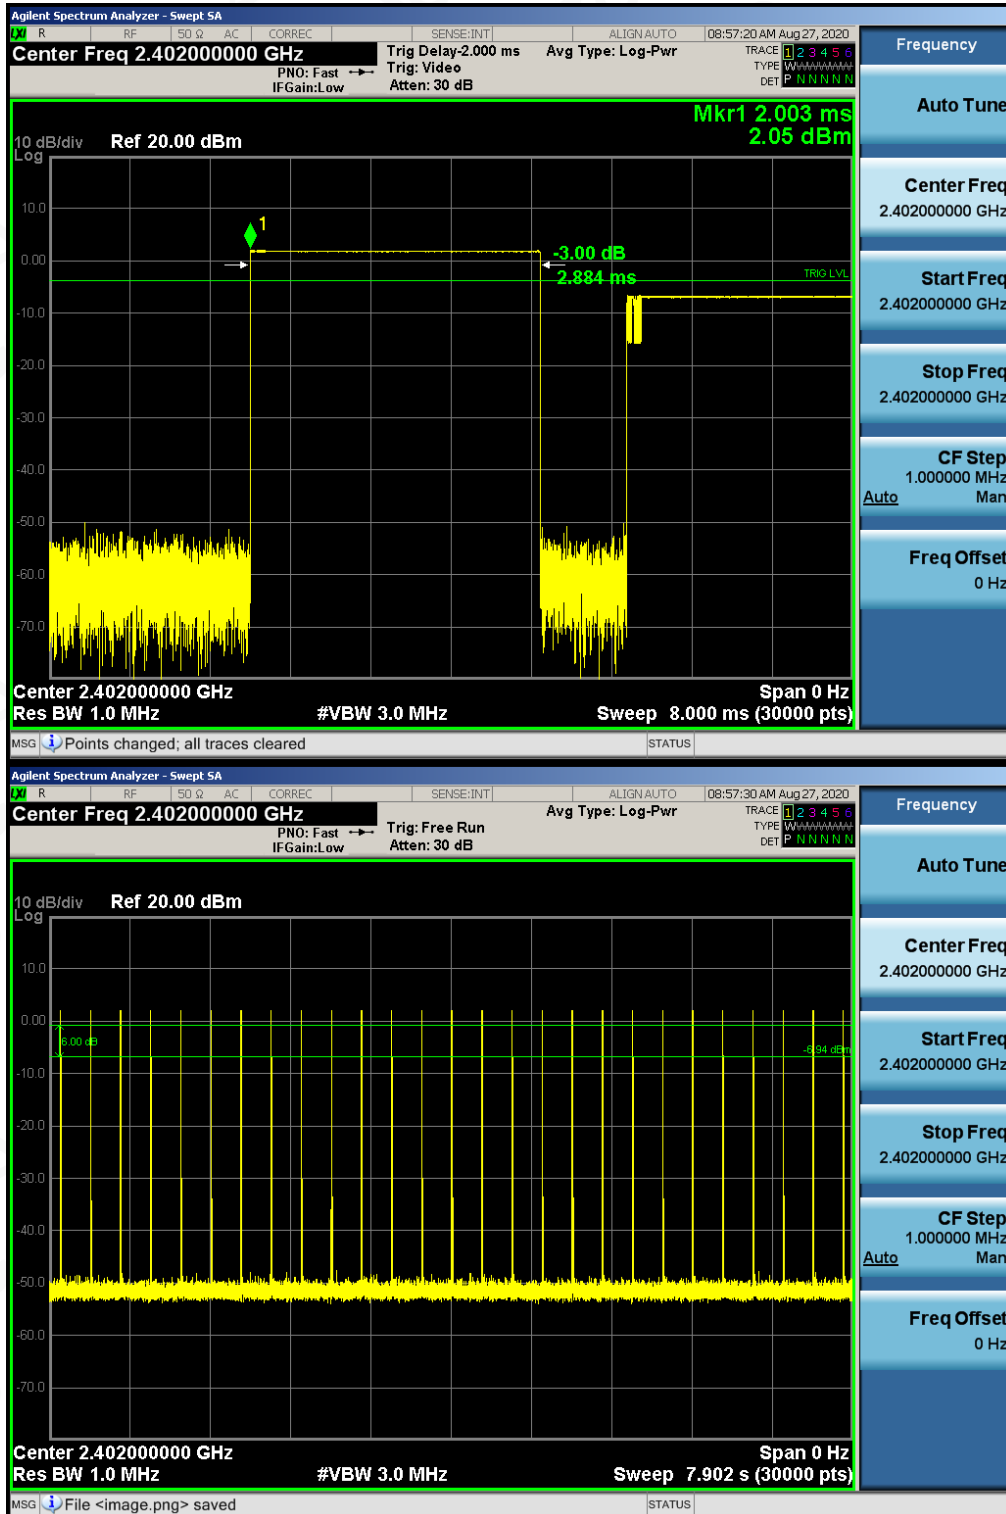 Agilent Spectrum Analyzer - Swept SA
LXI R RF 50 Ω AC CORREC SENSE:INT ALIGN AUTO 08:57:20 AM Aug 27, 2020
Center Freq 2.402000000 GHz Trig Delay-2.000 ms Avg Type: Log-Pwr TRACE 1 2 3 4 5 6
PNO: Fast Trig: Video TYPE WWWWWW
IFGain:Low Atten: 30 dB DET P N N N N N
Mkr1 2.003 ms
2.05 dBm
10 dB/div Ref 20.00 dBm
Log
10.0
1
-3.00 dB
0.00
2.884 ms
TRIG LVL
-10.0
-20.0
-30.0
-40.0
-50.0
-60.0
-70.0
Center 2.402000000 GHz Span 0 Hz
Res BW 1.0 MHz #VBW 3.0 MHz Sweep 8.000 ms (30000 pts)
MSG Points changed; all traces cleared STATUS
Frequency
Auto Tune
Center Freq
2.402000000 GHz
Start Freq
2.402000000 GHz
Stop Freq
2.402000000 GHz
CF Step
1.000000 MHz
Auto Man
Freq Offset
0 Hz
Agilent Spectrum Analyzer - Swept SA
LXI R RF 50 Ω AC CORREC SENSE:INT ALIGN AUTO 08:57:30 AM Aug 27, 2020
Center Freq 2.402000000 GHz Avg Type: Log-Pwr TRACE 1 2 3 4 5 6
PNO: Fast Trig: Free Run TYPE WWWWWW
IFGain:Low Atten: 30 dB DET P N N N N N
10 dB/div Ref 20.00 dBm
Log
10.0
0.00
6.00 dB
-6.94 dBm
-10.0
-20.0
-30.0
-40.0
-50.0
-60.0
-70.0
Center 2.402000000 GHz Span 0 Hz
Res BW 1.0 MHz #VBW 3.0 MHz Sweep 7.902 s (30000 pts)
MSG File <image.png> saved STATUS
Frequency
Auto Tune
Center Freq
2.402000000 GHz
Start Freq
2.402000000 GHz
Stop Freq
2.402000000 GHz
CF Step
1.000000 MHz
Auto Man
Freq Offset
0 Hz